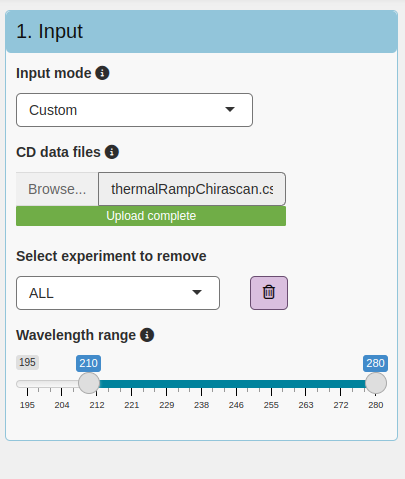 1. Input
Input mode
Custom
CD data files
Browse... thermalRampChirascan.cs
Upload complete
Select experiment to remove
ALL
Wavelength range
195 210 280
195 204 212 221 229 238 246 255 263 272 280